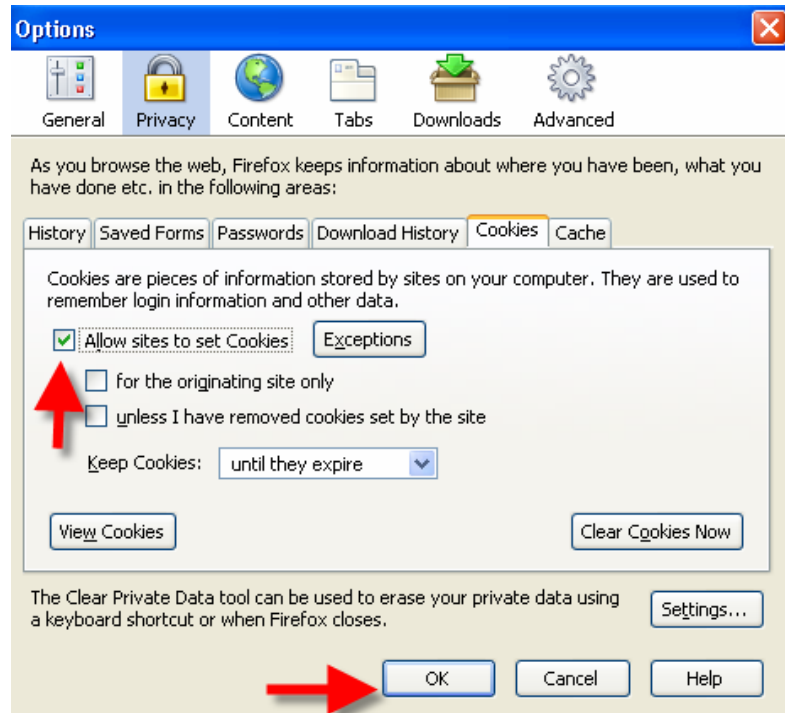 Options
General Privacy Content Tabs Downloads Advanced
As you browse the web, Firefox keeps information about where you have been, what you
have done etc. in the following areas:
History Saved Forms Passwords Download History Cookies Cache
Cookies are pieces of information stored by sites on your computer. They are used to
remember login information and other data.
Allow sites to set Cookies Exceptions
for the originating site only
unless I have removed cookies set by the site
Keep Cookies: until they expire
View Cookies Clear Cookies Now
The Clear Private Data tool can be used to erase your private data using
a keyboard shortcut or when Firefox closes.
Settings...
OK Cancel Help